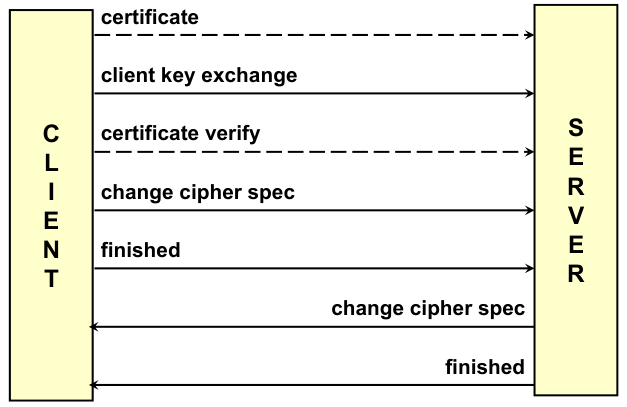 certificate
client key exchange
certificate verify
change cipher spec
finished
change cipher spec
finished
CLIENT
SERVER